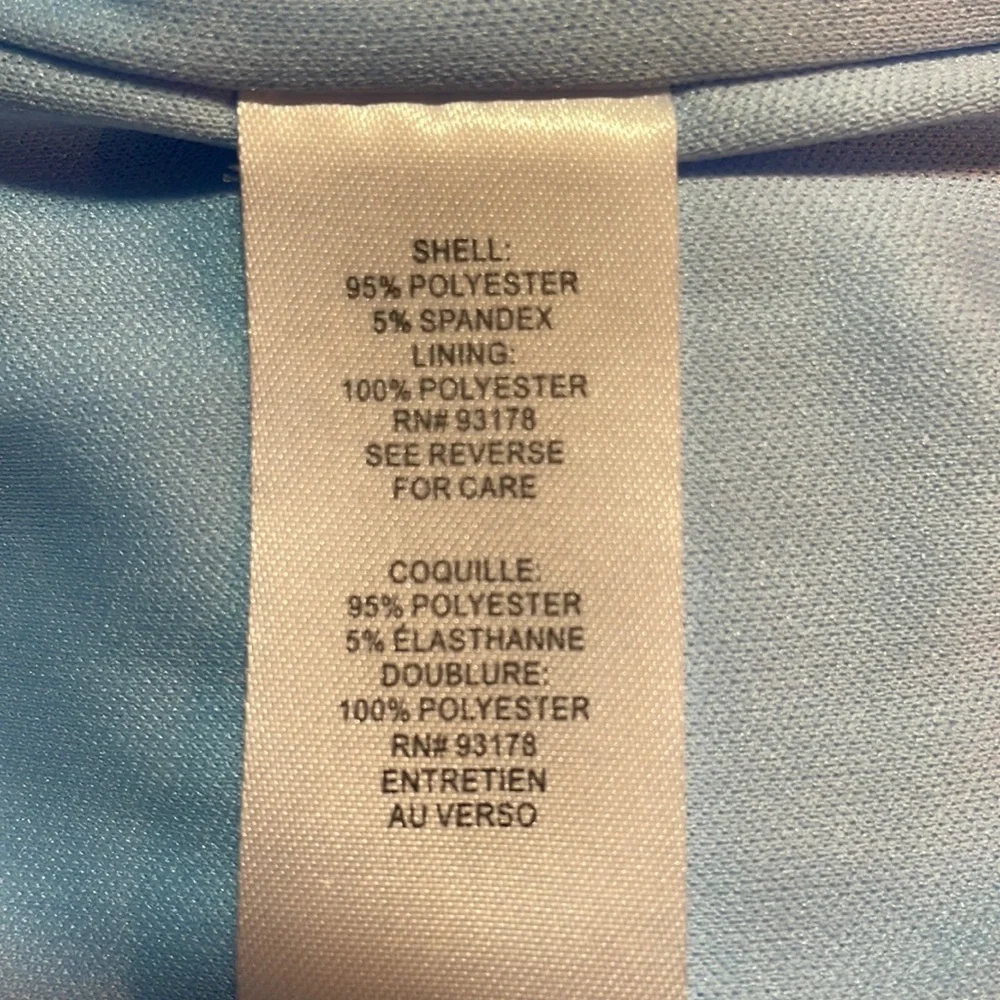 SHELL:
95% POLYESTER
5% SPANDEX
LINING:
100% POLYESTER
RN# 93178
SEE REVERSE
FOR CARE
COQUILLE:
95% POLYESTER
5% ÉLASTHANNE
DOUBLURE:
100% POLYESTER
RN# 93178
ENTRETIEN
AU VERSO